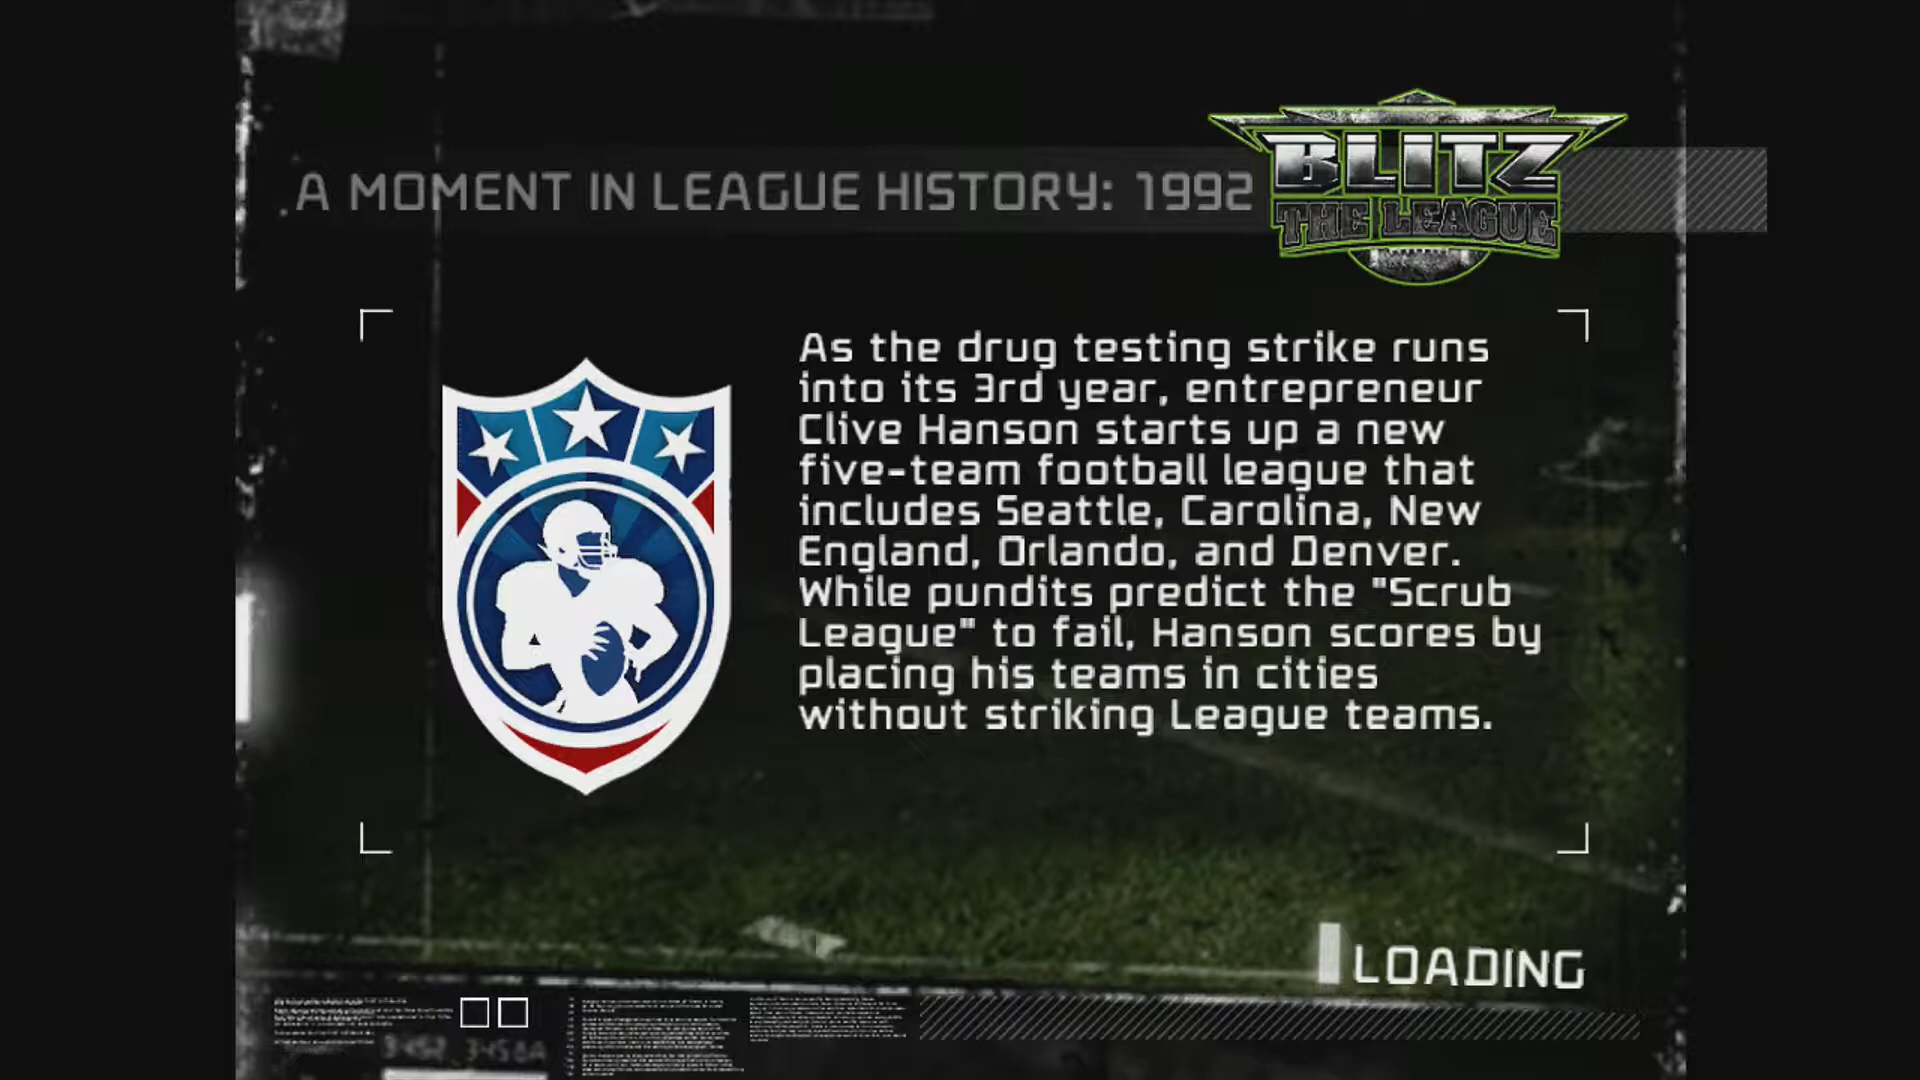 A MOMENT IN LEAGUE HISTORY: 1992
BLITZ
THE LEAGUE
As the drug testing strike runs
into its 3rd year, entrepreneur
Clive Hanson starts up a new
five-team football league that
includes Seattle, Carolina, New
England, Orlando, and Denver.
While pundits predict the "Scrub
League" to fail, Hanson scores by
placing his teams in cities
without striking League teams.
LOADING